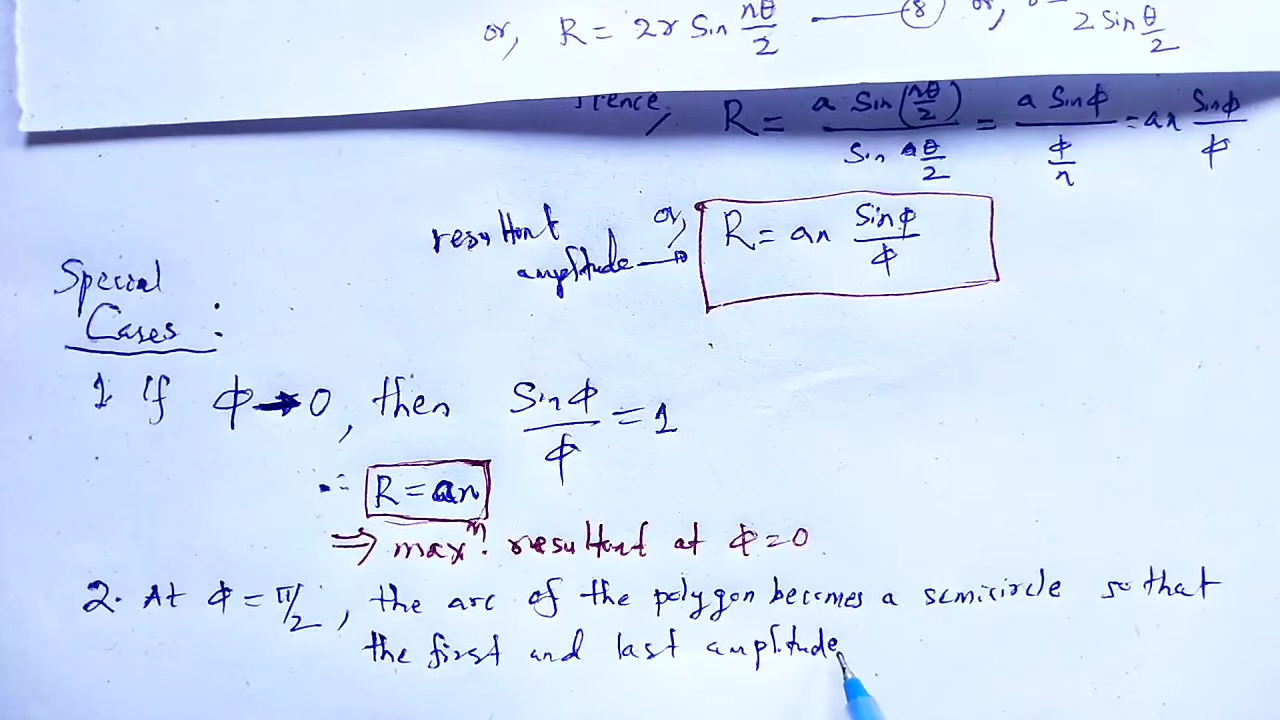 or, R = 2r Sin nθ/2 —— (8) or,
2 Sin θ/2
Hence, R = a Sin (nθ/2) / Sin θ/2 = a Sinϕ / ϕ/n = an Sinϕ/ϕ
resultant amplitude → or, R = an Sinϕ/ϕ
Special
Cases :
1 If ϕ→0, then Sinϕ/ϕ = 1
∴ R = an
⇒ maxᵐ. resultant at ϕ=0
2. At ϕ = π/2, the arc of the polygon becomes a semicircle so that
the first and last amplitude